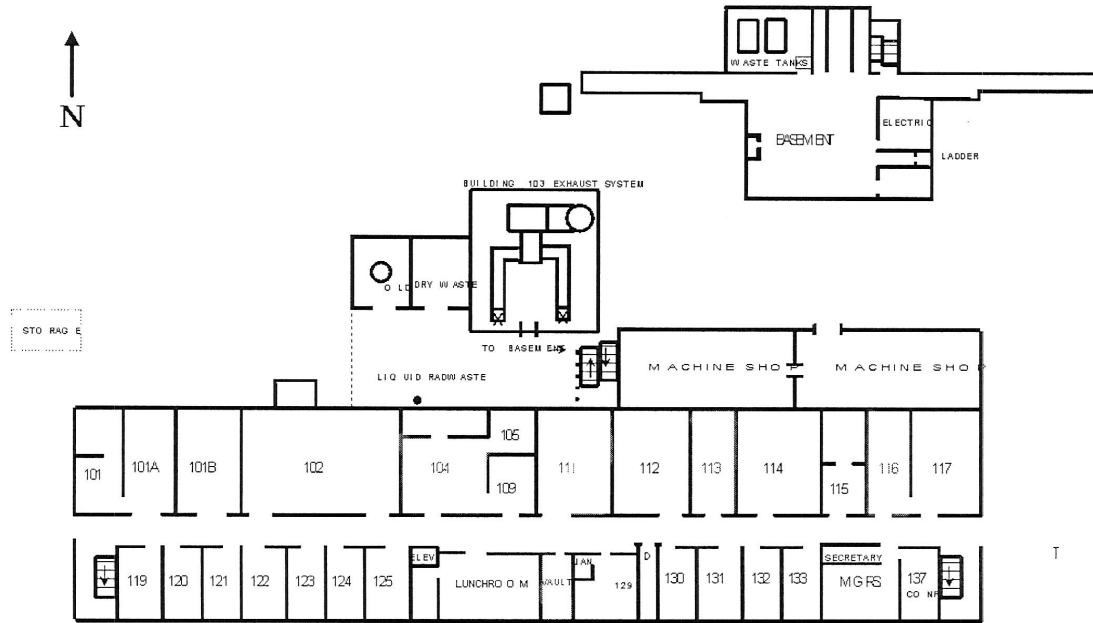 WASTE TANKS
N
ELECTRIC
BASEMENT
LADDER
BUILDING 103 EXHAUST SYSTEM
OLD DRY WASTE
STORAGE
TO BASEMENT
MACHINE SHOP MACHINE SHOP
LIQUID RADWASTE
105
101 101A 101B 102 104 111 112 113 114 116 117
109 115
ELEV JAN D SECRETARY T
119 120 121 122 123 124 125 LUNCHROOM VAULT 129 130 131 132 133 MGRS 137
CONF